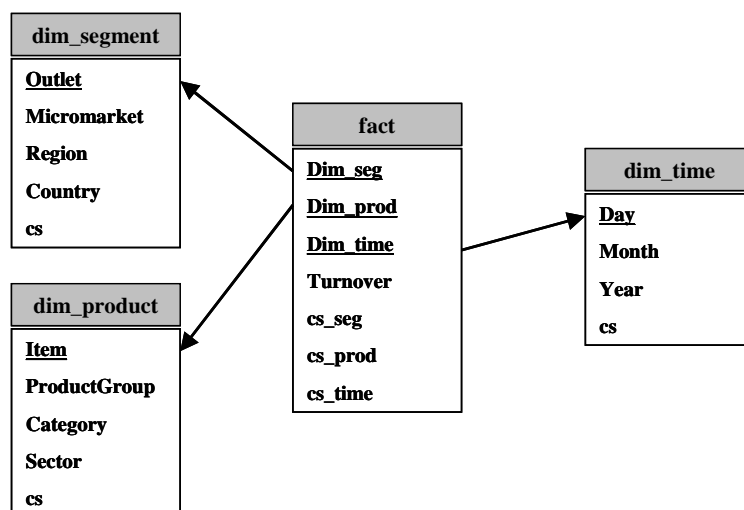 dim_segment
Outlet
Micromarket
Region
Country
cs
fact
Dim_seg
Dim_prod
Dim_time
Turnover
cs_seg
cs_prod
cs_time
dim_time
Day
Month
Year
cs
dim_product
Item
ProductGroup
Category
Sector
cs